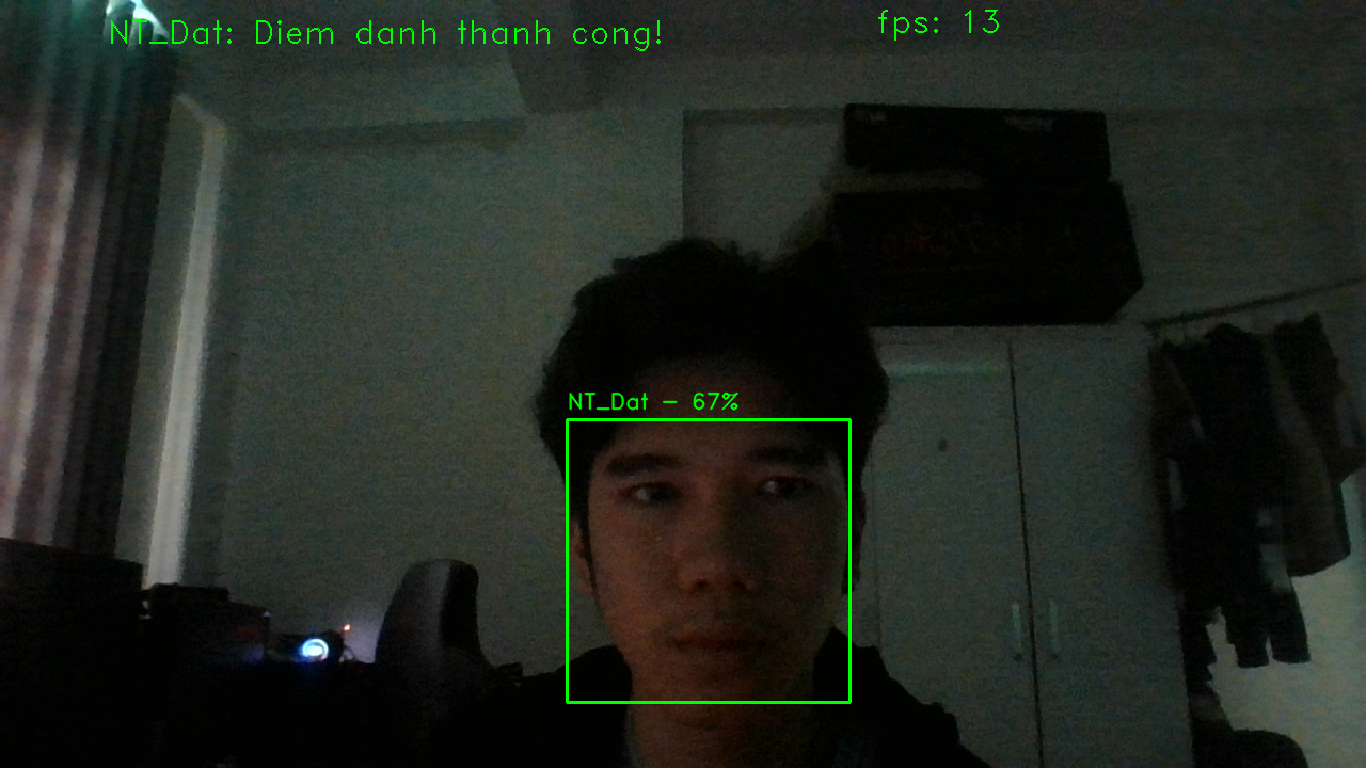 NT_Dat: Diem danh thanh cong!
fps: 13
NT_Dat - 67%